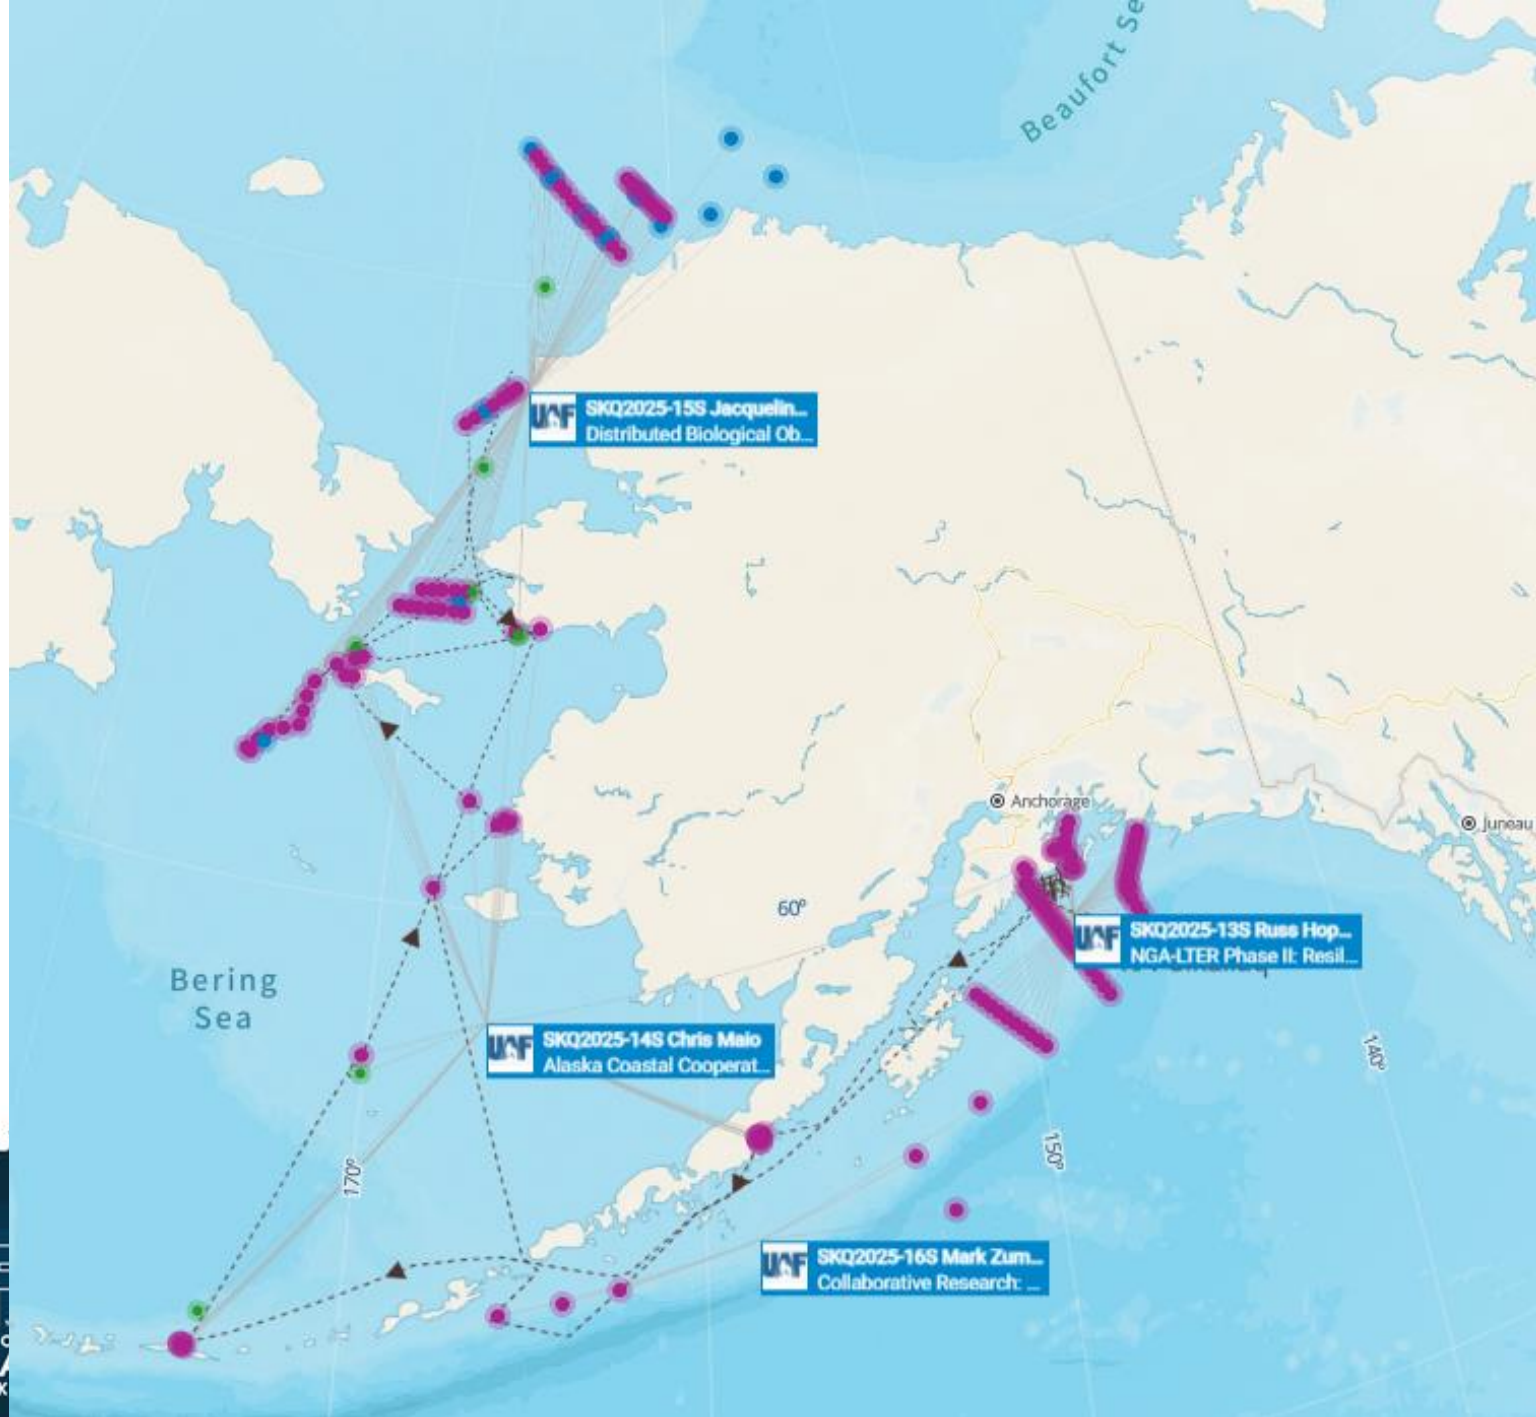 Beaufort Se
UAF
SKQ2025-15S Jacquelin...
Distributed Biological Ob...
Anchorage
Juneau
60°
UAF
SKQ2025-13S Russ Hop...
NGA-LTER Phase II: Resil...
Bering
Sea
UAF
SKQ2025-14S Chris Maio
Alaska Coastal Cooperat...
140°
150°
170°
UAF
SKQ2025-16S Mark Zum...
Collaborative Research: ...